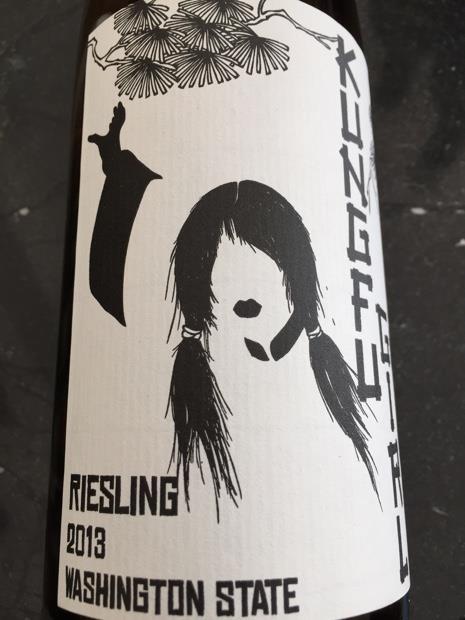 KUNGFU
GIRL
RIESLING
2013
WASHINGTON STATE